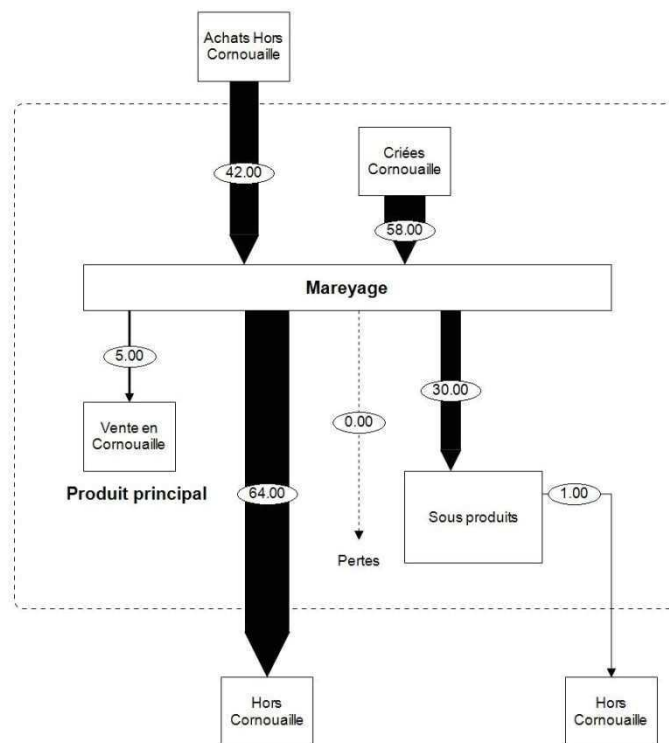 Achats Hors
Cornouaille
42.00
Criées
Cornouaille
58.00
Mareyage
5.00
Vente en
Cornouaille
Produit principal
64.00
0.00
Pertes
30.00
Sous produits
1.00
Hors
Cornouaille
Hors
Cornouaille